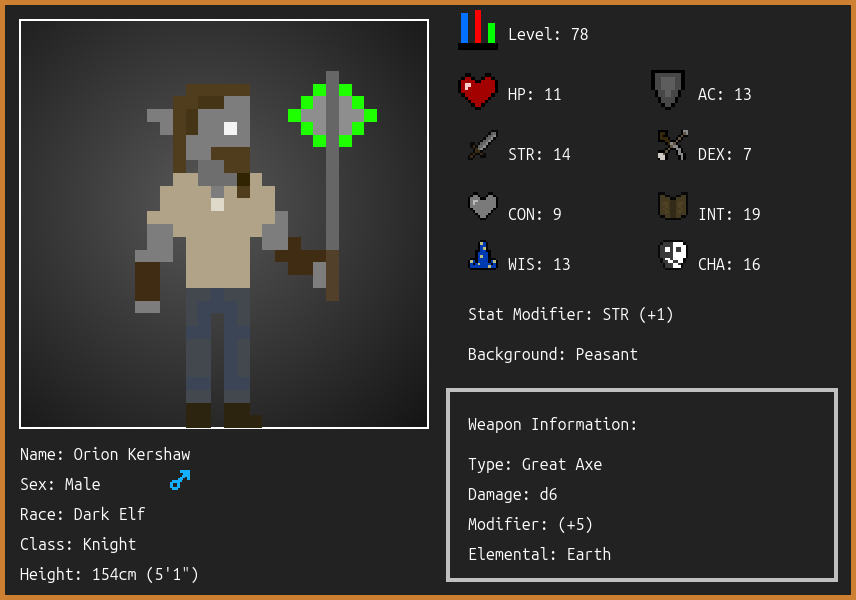 Level: 78
HP: 11
AC: 13
STR: 14
DEX: 7
CON: 9
INT: 19
WIS: 13
CHA: 16
Stat Modifier: STR (+1)
Background: Peasant
Weapon Information:
Type: Great Axe
Damage: d6
Modifier: (+5)
Elemental: Earth
Name: Orion Kershaw
Sex: Male
Race: Dark Elf
Class: Knight
Height: 154cm (5'1")